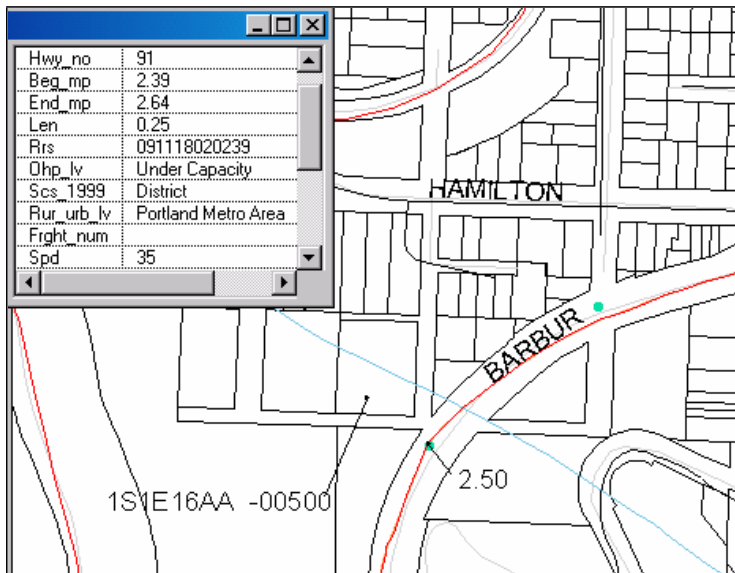 Hwy_no 91
Beg_mp 2.39
End_mp 2.64
Len 0.25
Rrs 091118020239
Ohp_lv Under Capacity
Scs_1999 District
Rur_urb_lv Portland Metro Area
Frght_num
Spd 35
HAMILTON
BARBUR
2.50
1S1E16AA -00500